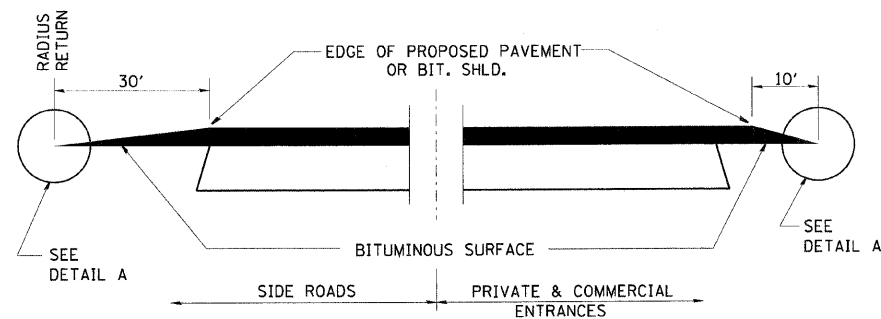 RADIUS
RETURN
30'
EDGE OF PROPOSED PAVEMENT
OR BIT. SHLD.
10'
SEE
DETAIL A
BITUMINOUS SURFACE
SEE
DETAIL A
SIDE ROADS
PRIVATE & COMMERCIAL
ENTRANCES